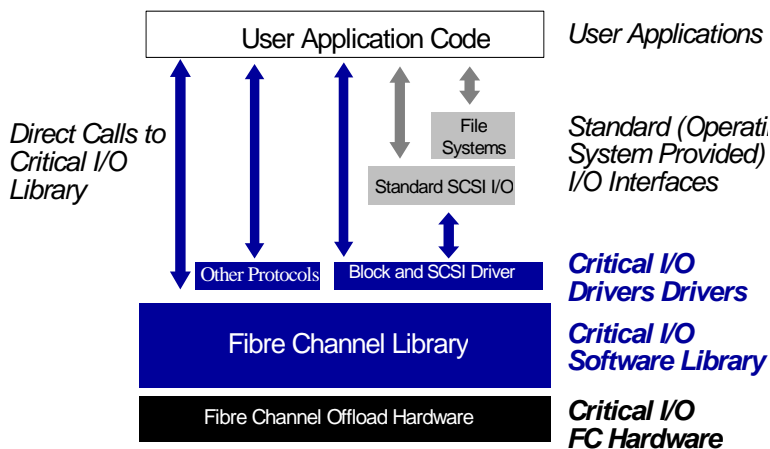 User Application Code
User Applications
Direct Calls to
Critical I/O
Library
File
Systems
Standard (Operati
System Provided)
I/O Interfaces
Standard SCSI I/O
Other Protocols
Block and SCSI Driver
Critical I/O
Drivers Drivers
Fibre Channel Library
Critical I/O
Software Library
Fibre Channel Offload Hardware
Critical I/O
FC Hardware